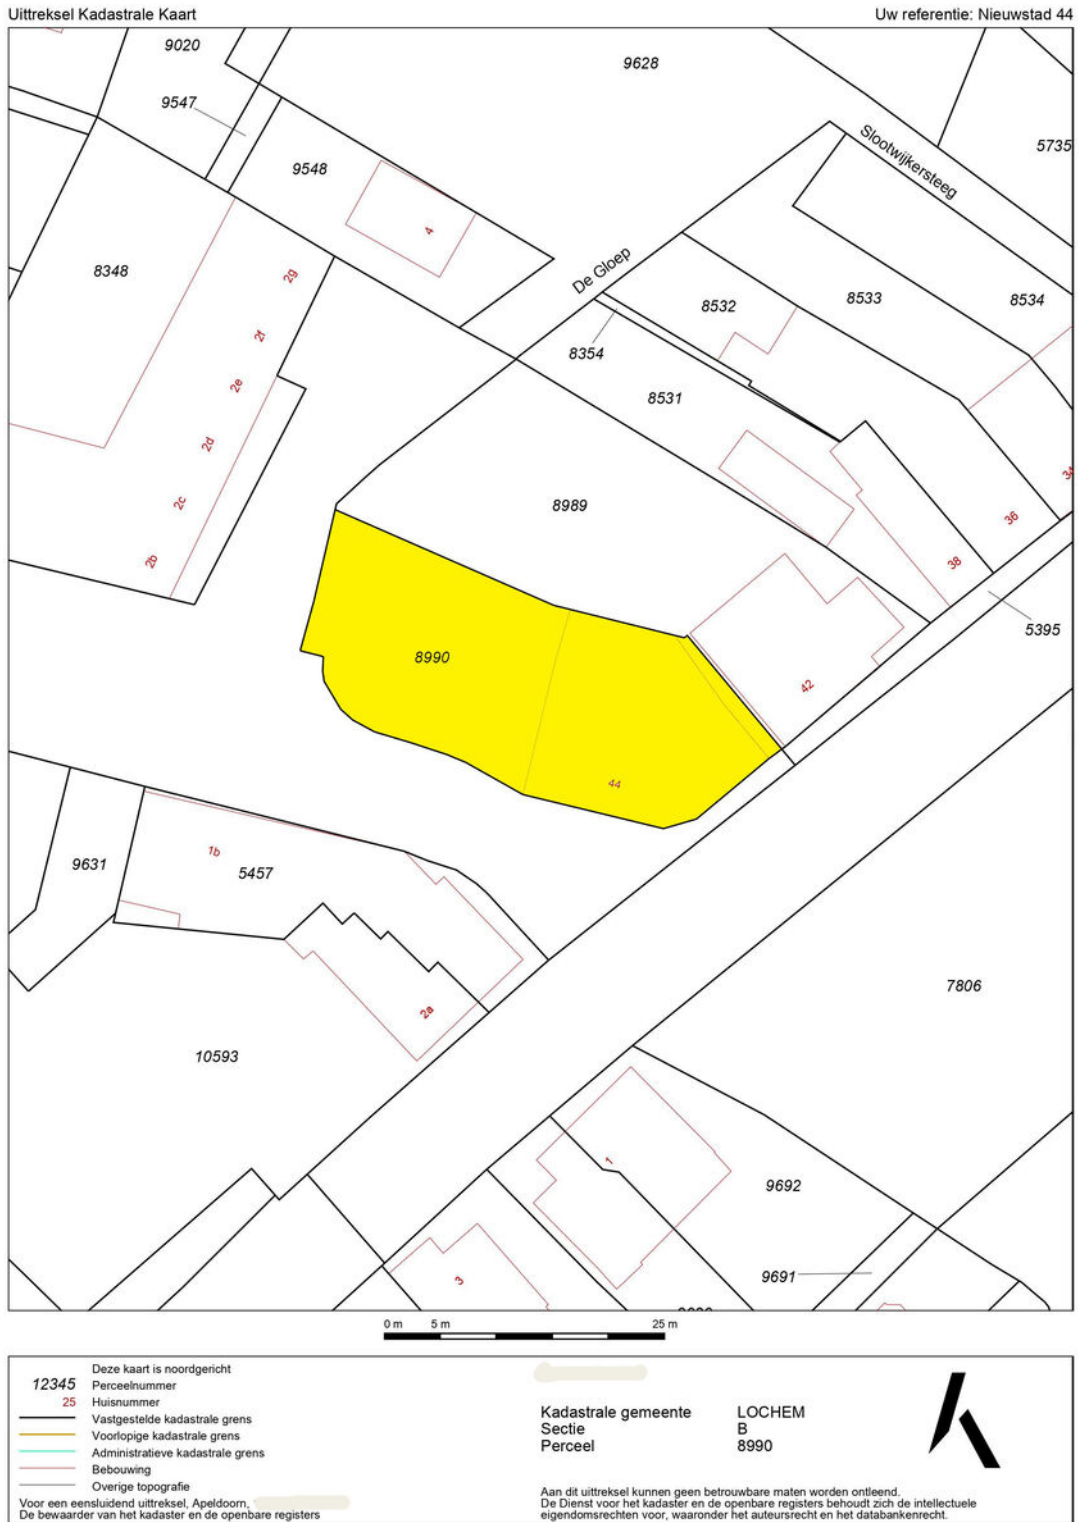 Uittreksel Kadastrale Kaart
Uw referentie: Nieuwstad 44
9020
9628
9547
5735
Slootwijkersteeg
9548
4
De Gloep
8348
2g
8532
8533
8534
2f
8354
2e
8531
2d
34
2c
8989
36
2b
38
5395
8990
42
44
1b
9631
5457
7806
2a
10593
1
9692
9691
3
0 m 5 m 25 m
Deze kaart is noordgericht
12345 Perceelnummer
25 Huisnummer
Vastgestelde kadastrale grens
Voorlopige kadastrale grens
Administratieve kadastrale grens
Bebouwing
Overige topografie
Voor een eensluidend uittreksel, Apeldoorn,
De bewaarder van het kadaster en de openbare registers
Kadastrale gemeente LOCHEM
Sectie B
Perceel 8990
Aan dit uittreksel kunnen geen betrouwbare maten worden ontleend.
De Dienst voor het kadaster en de openbare registers behoudt zich de intellectuele
eigendomsrechten voor, waaronder het auteursrecht en het databankenrecht.